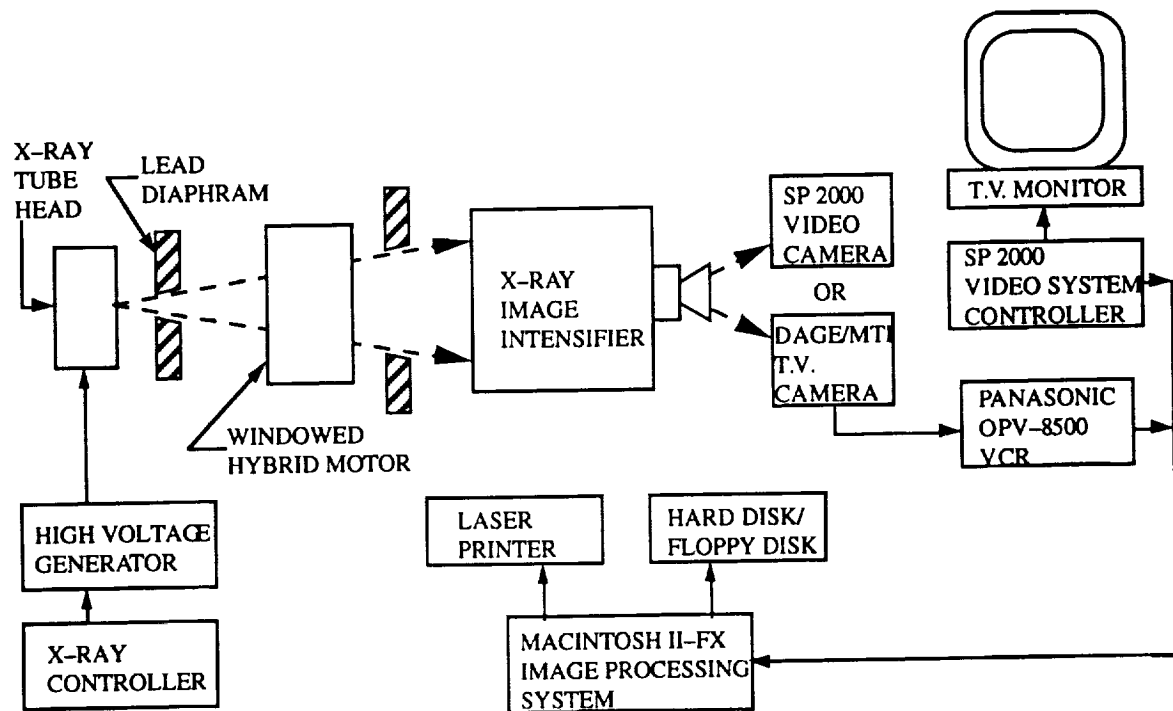 X-RAY
TUBE
HEAD
LEAD
DIAPHRAM
WINDOWED
HYBRID MOTOR
X-RAY
IMAGE
INTENSIFIER
SP 2000
VIDEO
CAMERA
OR
DAGE/MTI
T.V.
CAMERA
T.V. MONITOR
SP 2000
VIDEO SYSTEM
CONTROLLER
PANASONIC
OPV-8500
VCR
HIGH VOLTAGE
GENERATOR
X-RAY
CONTROLLER
LASER
PRINTER
HARD DISK/
FLOPPY DISK
MACINTOSH II-FX
IMAGE PROCESSING
SYSTEM